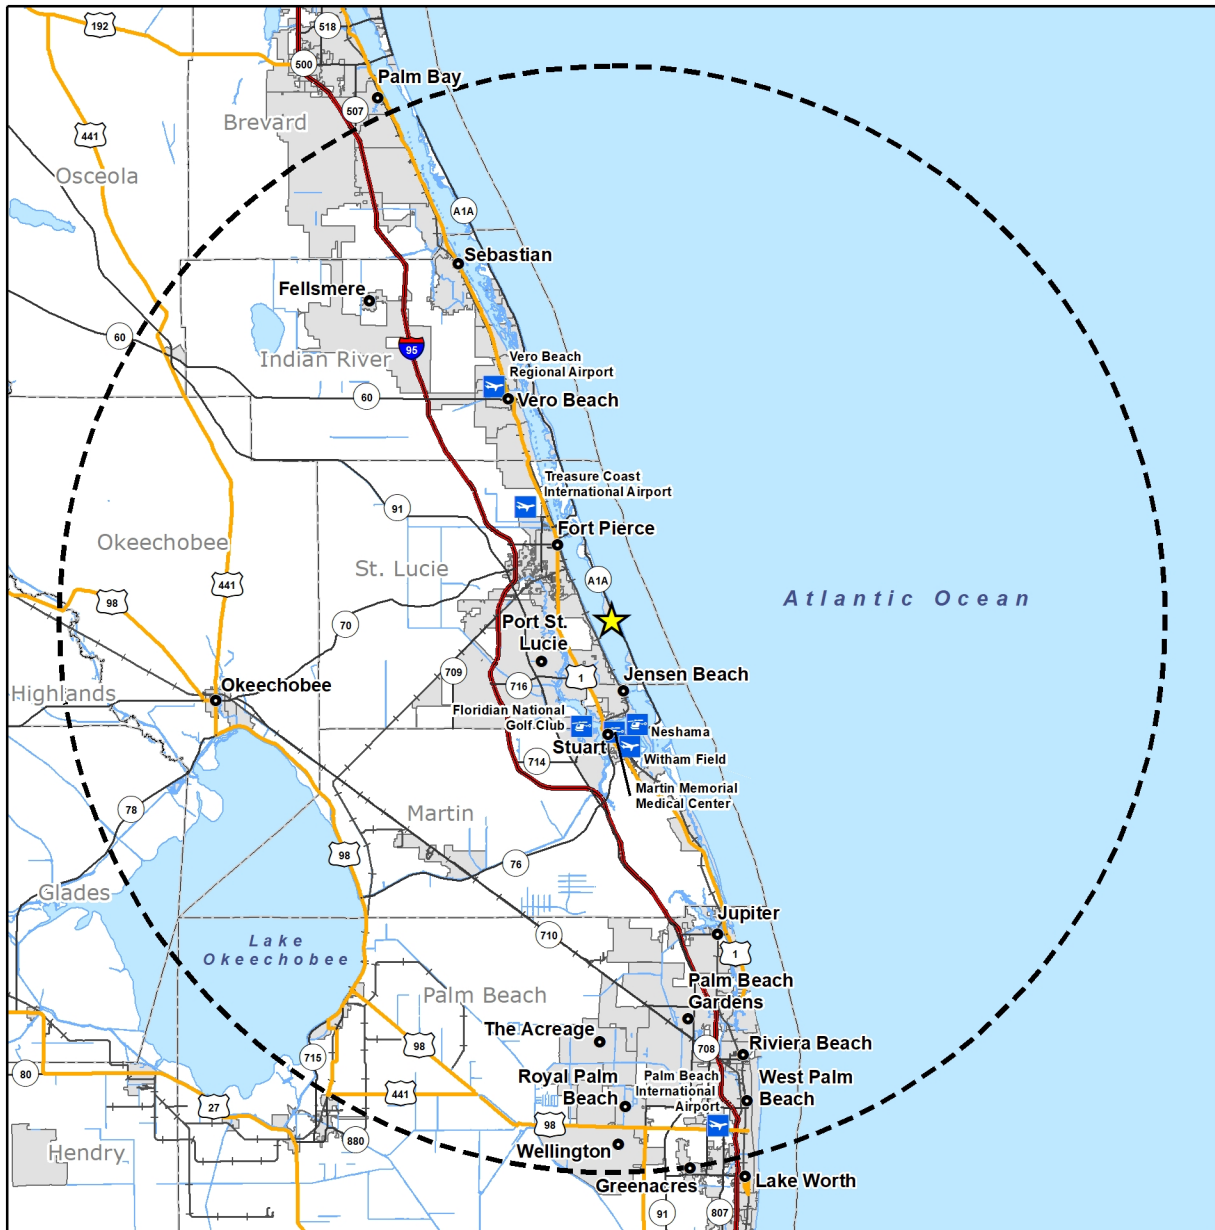 192
518
500
Palm Bay
507
Brevard
441
Osceola
A1A
Sebastian
Fellsmere
60
95
Indian River
Vero Beach
Regional Airport
60
Vero Beach
Treasure Coast
International Airport
91
Fort Pierce
Okeechobee
St. Lucie
A1A
441
98
Atlantic Ocean
70
Port St.
Lucie
709
716
1
Jensen Beach
Highlands
Okeechobee
Floridian National
Golf Club
Neshama
Stuart
Witham Field
714
Martin Memorial
Medical Center
78
Martin
98
76
Glades
Jupiter
710
Lake
Okeechobee
1
Palm Beach
Gardens
Palm Beach
The Acreage
98
708
Riviera Beach
715
80
Royal Palm
Beach
Palm Beach
International
Airport
West Palm
Beach
441
27
98
880
Wellington
Hendry
Greenacres
Lake Worth
91
807